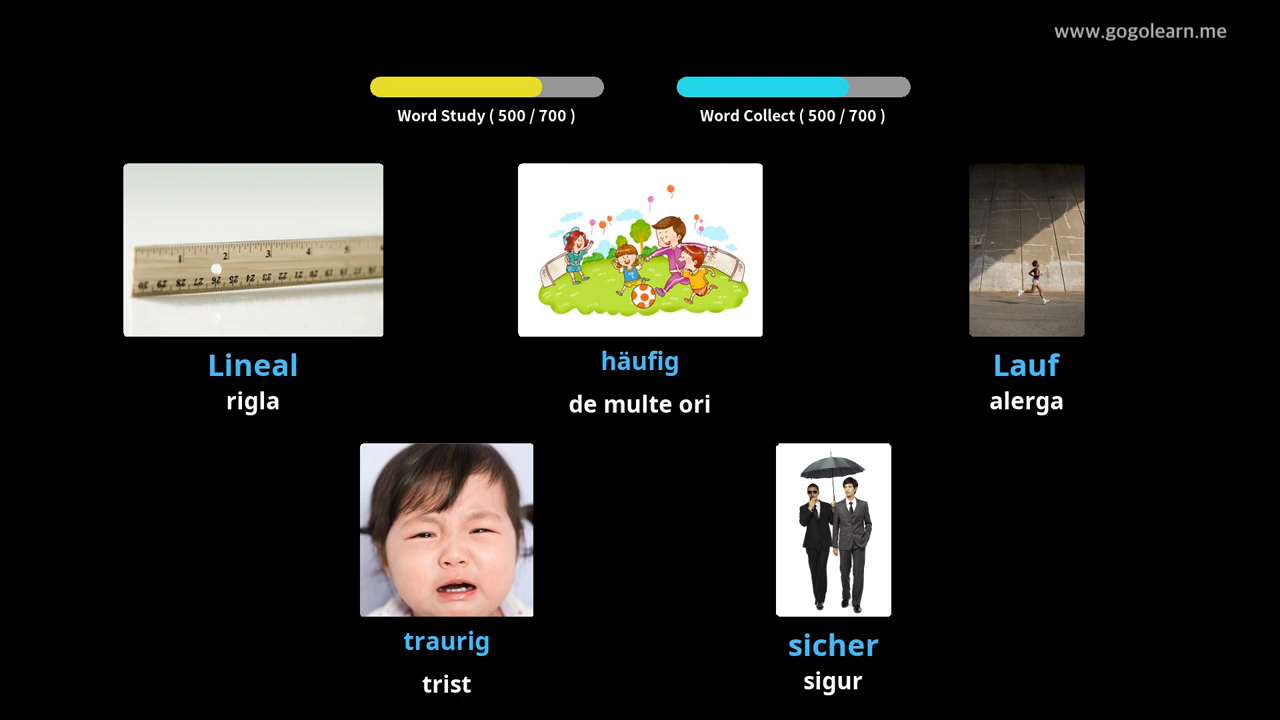 www.gogolearn.me
Word Study ( 500 / 700 )
Word Collect ( 500 / 700 )
Lineal
rigla
häufig
de multe ori
Lauf
alerga
traurig
trist
sicher
sigur